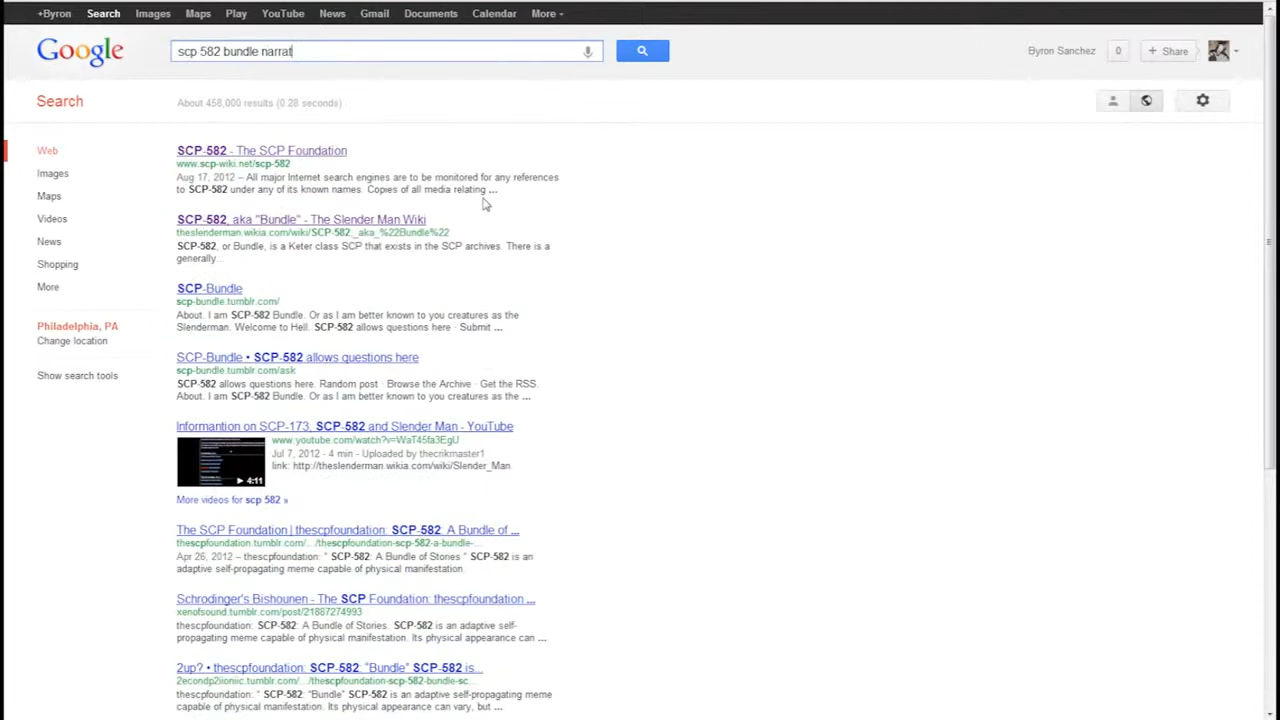 +Byron Search Images Maps Play YouTube News Gmail Documents Calendar More
Google scp 582 bundle narrat Byron Sanchez 0 + Share
Search About 458,000 results (0 28 seconds)
Web
Images
Maps
Videos
News
Shopping
More
Philadelphia, PA
Change location
Show search tools
SCP-582 - The SCP Foundation
www.scp-wiki.net/scp-582
Aug 17, 2012 – All major Internet search engines are to be monitored for any references
to SCP-582 under any of its known names. Copies of all media relating ...
SCP-582, aka "Bundle" - The Slender Man Wiki
theslenderman.wikia.com/wiki/SCP-582,_aka_%22Bundle%22
SCP-582, or Bundle, is a Keter class SCP that exists in the SCP archives. There is a
generally...
SCP-Bundle
scp-bundle.tumblr.com/
About. I am SCP-582 Bundle. Or as I am better known to you creatures as the
Slenderman. Welcome to Hell. SCP-582 allows questions here · Submit ...
SCP-Bundle • SCP-582 allows questions here
scp-bundle.tumblr.com/ask
SCP-582 allows questions here. Random post · Browse the Archive · Get the RSS.
About. I am SCP-582 Bundle. Or as I am better known to you creatures as the ...
Informantion on SCP-173, SCP-582 and Slender Man - YouTube
www.youtube.com/watch?v=WaT45fa3EgU
Jul 7, 2012 - 4 min - Uploaded by thecrikmaster1
link: http://theslenderman.wikia.com/wiki/Slender_Man
4:11
More videos for scp 582 »
The SCP Foundation | thescpfoundation: SCP-582: A Bundle of ...
thescpfoundation.tumblr.com/.../thescpfoundation-scp-582-a-bundle-...
Apr 26, 2012 – thescpfoundation: " SCP-582: A Bundle of Stories " SCP-582 is an
adaptive self-propagating meme capable of physical manifestation.
Schrodinger's Bishounen - The SCP Foundation: thescpfoundation ...
xenofsound.tumblr.com/post/21887274993
thescpfoundation: SCP-582: A Bundle of Stories. SCP-582 is an adaptive self-
propagating meme capable of physical manifestation. Its physical appearance can ...
2up? • thescpfoundation: SCP-582: "Bundle" SCP-582 is...
2econdp2iioniic.tumblr.com/.../thescpfoundation-scp-582-bundle-sc...
thescpfoundation: " SCP-582: "Bundle" SCP-582 is an adaptive self-propagating meme
capable of physical manifestation. Its physical appearance can vary, but ...